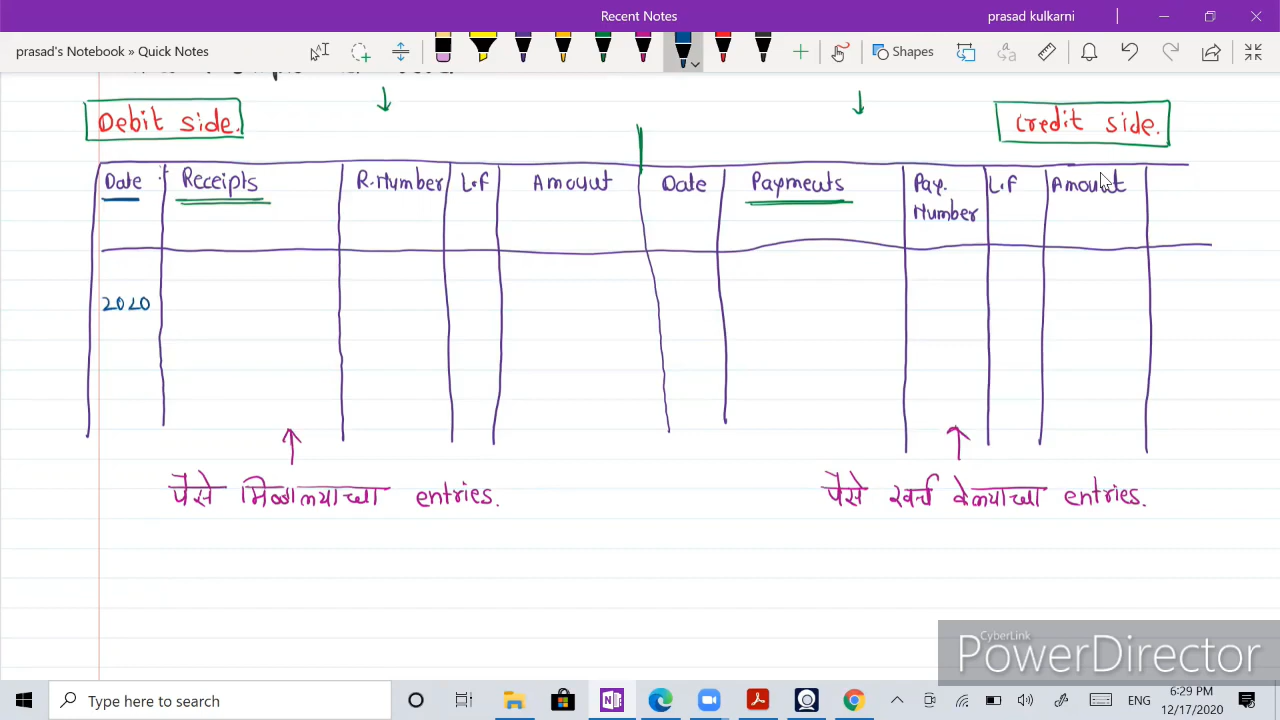 Recent Notes
prasad kulkarni
prasad's Notebook » Quick Notes
Shapes
Debit side.
Credit side.
Date Receipts R.Number L.F Amount Date Payments Pay. Number L.F Amount
2020
पैसे मिळाल्याच्या entries.
पैसे खर्च केल्याच्या entries.
CyberLink
PowerDirector
Type here to search
6:29 PM
12/17/2020